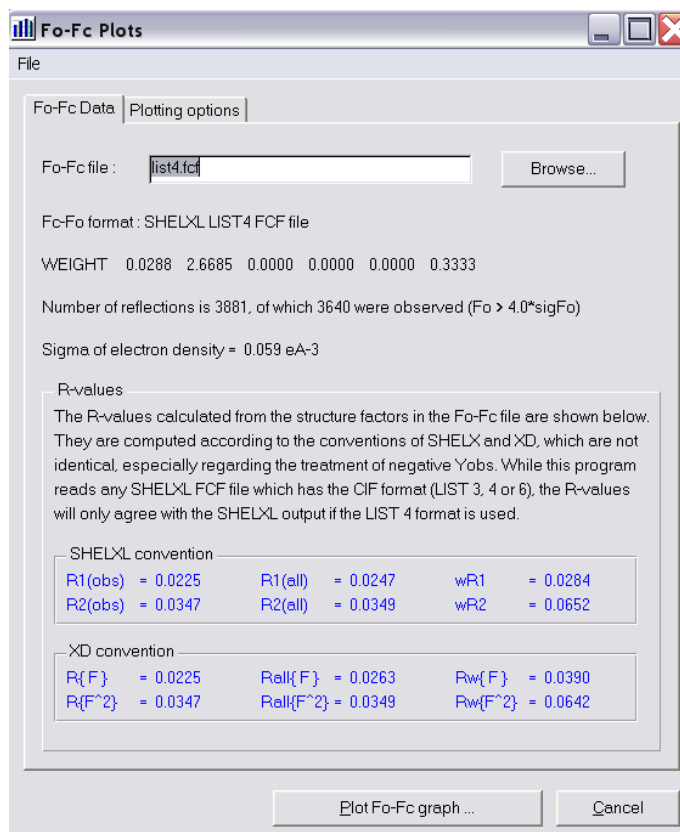 Fo-Fc Plots
File
Fo-Fc Data Plotting options
Fo-Fc file : list4.fcf Browse...
Fc-Fo format : SHELXL LIST4 FCF file
WEIGHT 0.0288 2.6685 0.0000 0.0000 0.0000 0.3333
Number of reflections is 3881, of which 3640 were observed (Fo > 4.0*sigFo)
Sigma of electron density = 0.059 eA-3
R-values
The R-values calculated from the structure factors in the Fo-Fc file are shown below.
They are computed according to the conventions of SHELX and XD, which are not
identical, especially regarding the treatment of negative Yobs. While this program
reads any SHELXL FCF file which has the CIF format (LIST 3, 4 or 6), the R-values
will only agree with the SHELXL output if the LIST 4 format is used.
SHELXL convention
R1(obs) = 0.0225 R1(all) = 0.0247 wR1 = 0.0284
R2(obs) = 0.0347 R2(all) = 0.0349 wR2 = 0.0652
XD convention
R{F} = 0.0225 Rall{F} = 0.0263 Rw{F} = 0.0390
R{F^2} = 0.0347 Rall{F^2} = 0.0349 Rw{F^2} = 0.0642
Plot Fo-Fc graph ... Cancel